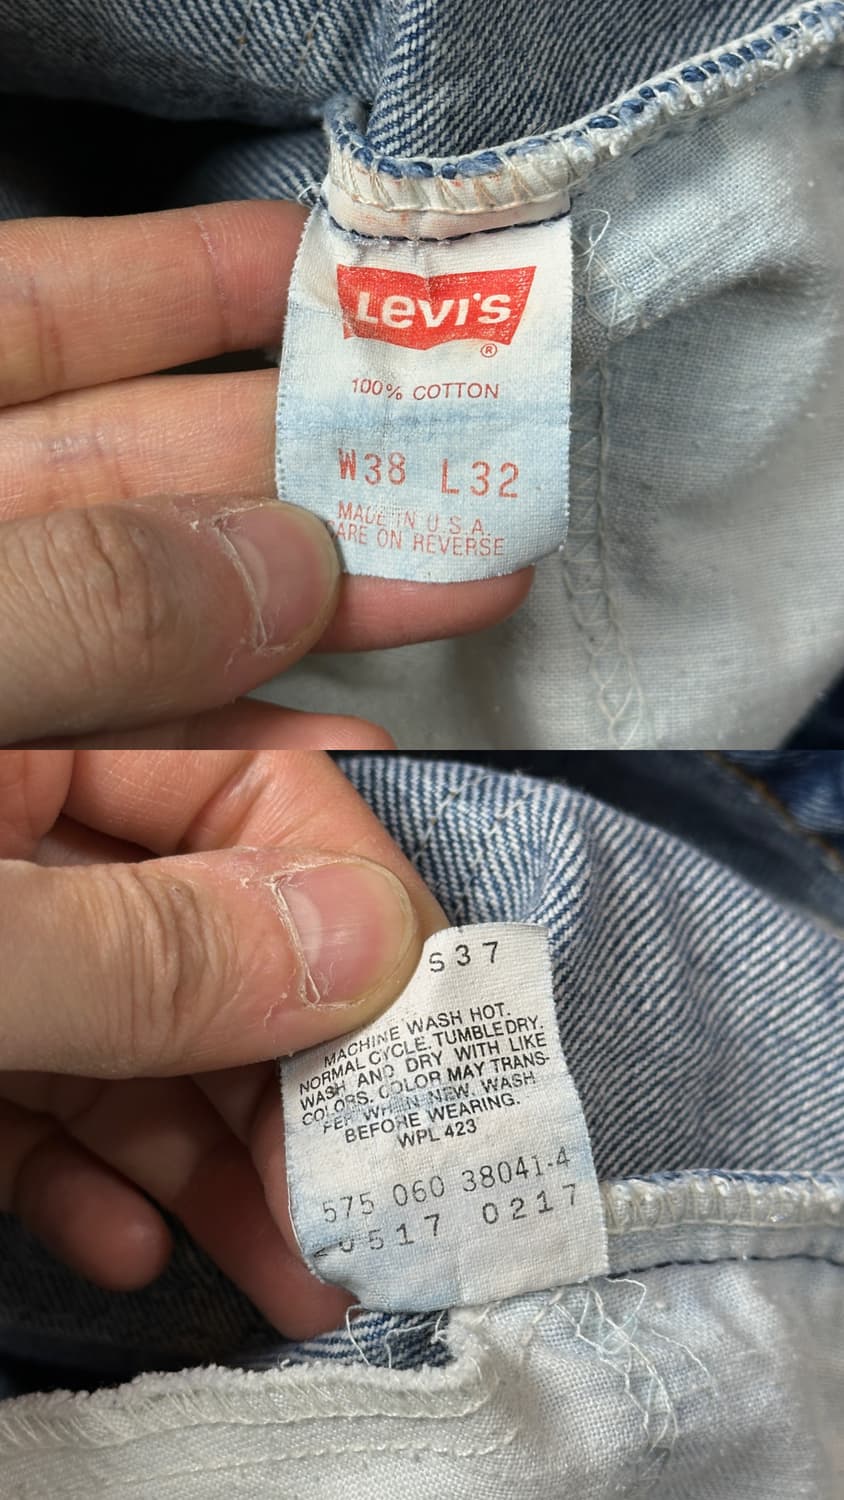 Levi's
®
100% COTTON
W38 L32
MADE IN U.S.A.
CARE ON REVERSE
S37
MACHINE WASH HOT.
NORMAL CYCLE. TUMBLE DRY.
WASH AND DRY WITH LIKE
COLORS. COLOR MAY TRANS-
FER WHEN NEW. WASH
BEFORE WEARING.
WPL 423
575 060 38041-4
0517 0217